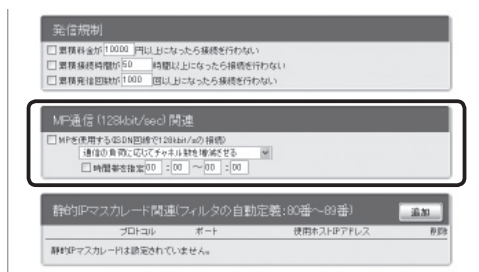 発信規制
累積料金が 10000 円以上になったら接続を行わない
累積接続時間が 50 時間以上になったら接続を行わない
累積発信回数が 1000 回以上になったら接続を行わない
MP通信(128kbit/sec)関連
MPを使用する(ISDN回線で128kbit/sの接続)
通信の負荷に応じてチャネル数を増減させる
時間帯を指定 00 : 00 ～ 00 : 00
静的IPマスカレード関連(フィルタの自動定義:80番～89番) 追加
プロトコル ポート 使用ホストIPアドレス 削除
静的IPマスカレードは設定されていません。